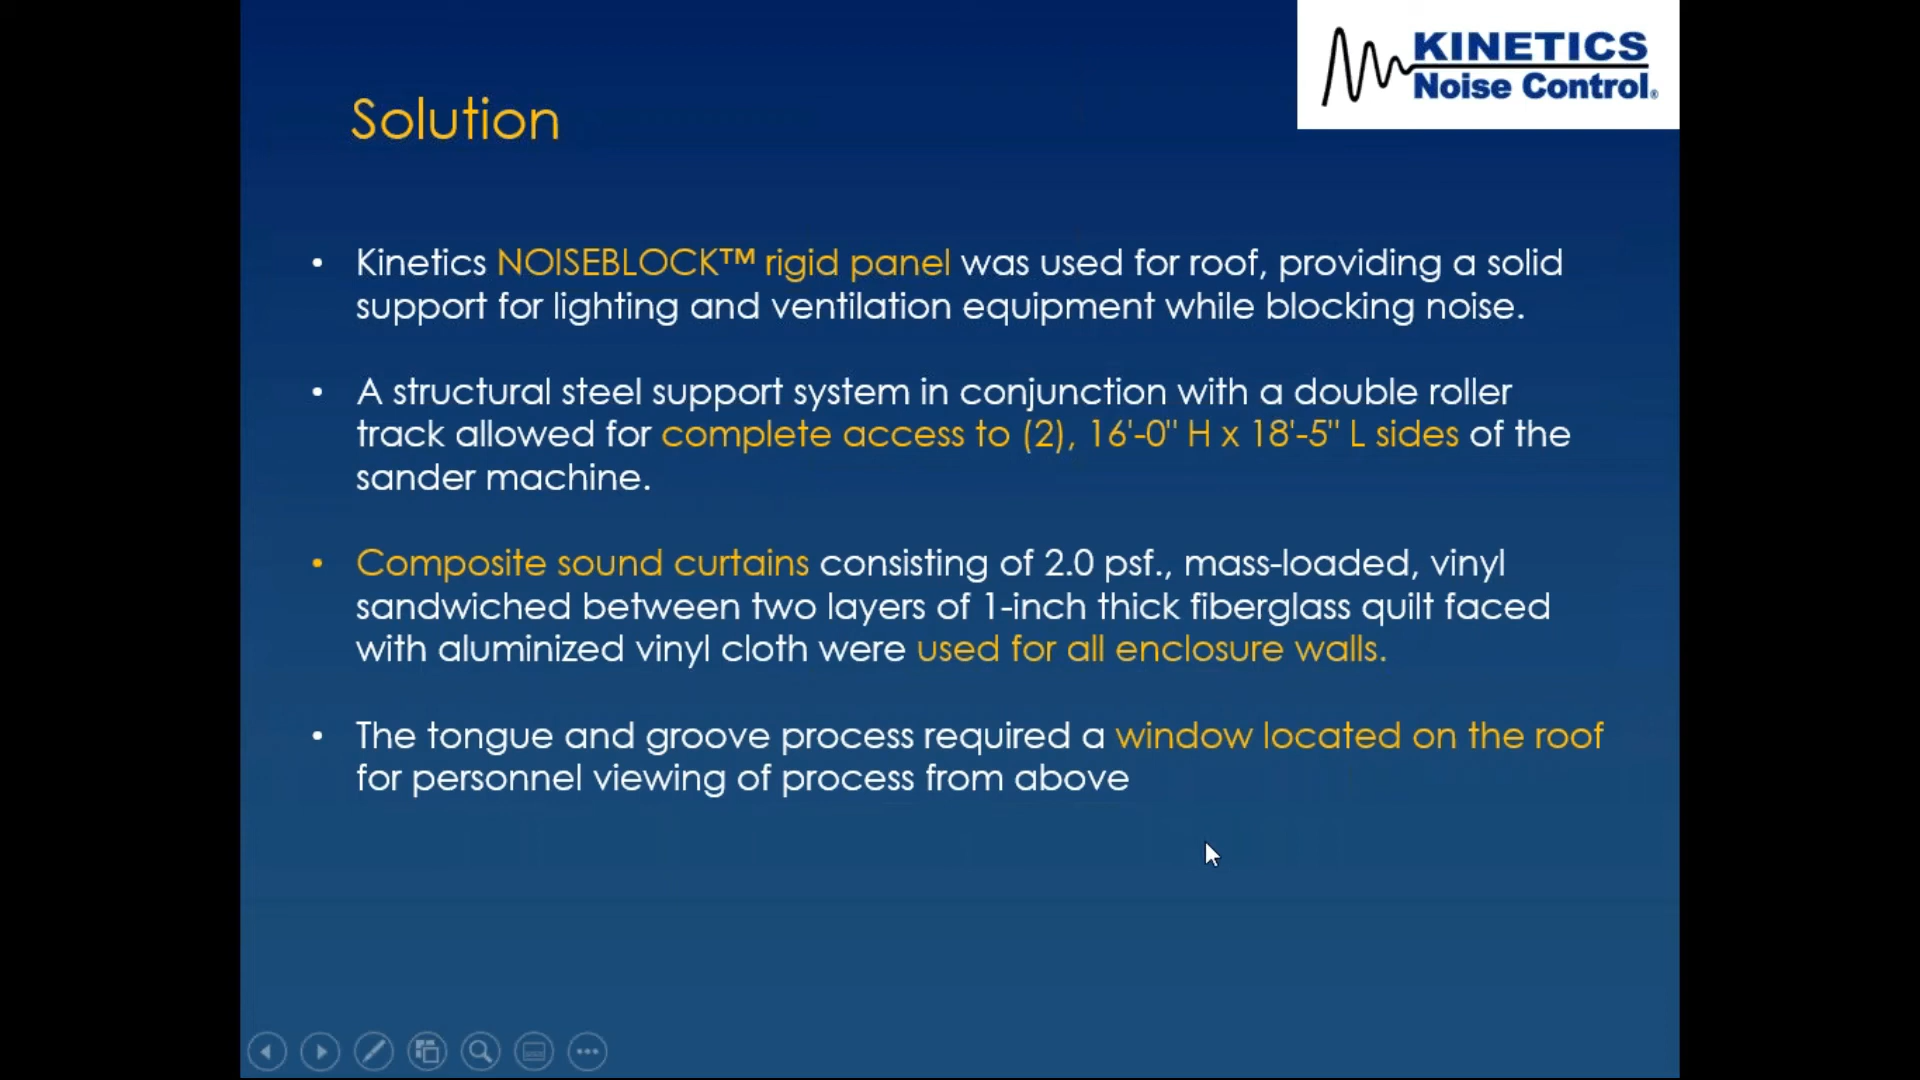 KINETICS
Noise Control®
Solution
• Kinetics NOISEBLOCK™ rigid panel was used for roof, providing a solid
support for lighting and ventilation equipment while blocking noise.
• A structural steel support system in conjunction with a double roller
track allowed for complete access to (2), 16'-0" H x 18'-5" L sides of the
sander machine.
• Composite sound curtains consisting of 2.0 psf., mass-loaded, vinyl
sandwiched between two layers of 1-inch thick fiberglass quilt faced
with aluminized vinyl cloth were used for all enclosure walls.
• The tongue and groove process required a window located on the roof
for personnel viewing of process from above